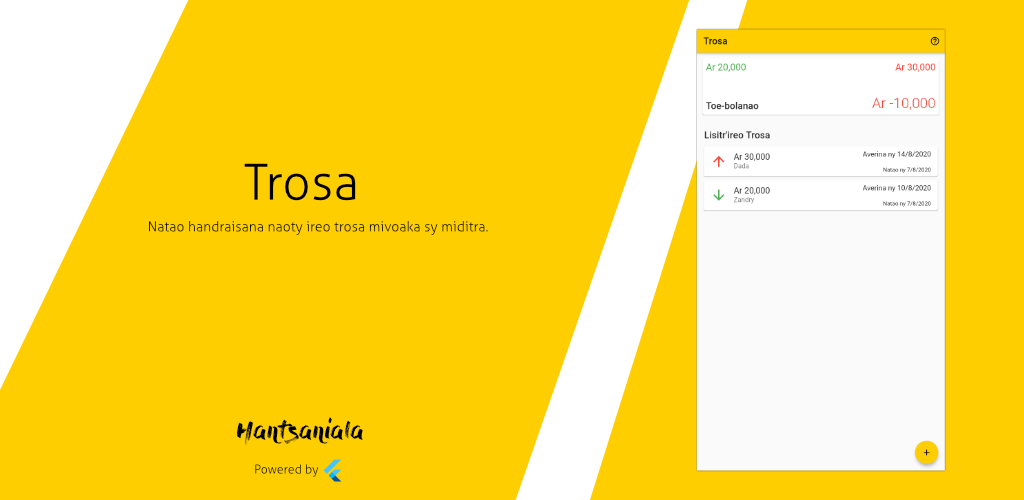 Trosa
Natao handraisana naoty ireo trosa mivoaka sy miditra.
Hantsaniala
Powered by
Trosa
Ar 20,000 Ar 30,000
Toe-bolanao Ar -10,000
Lisitr'ireo Trosa
Ar 30,000 Averina ny 14/8/2020
Dada Natao ny 7/8/2020
Ar 20,000 Averina ny 10/8/2020
Zandry Natao ny 7/8/2020
+